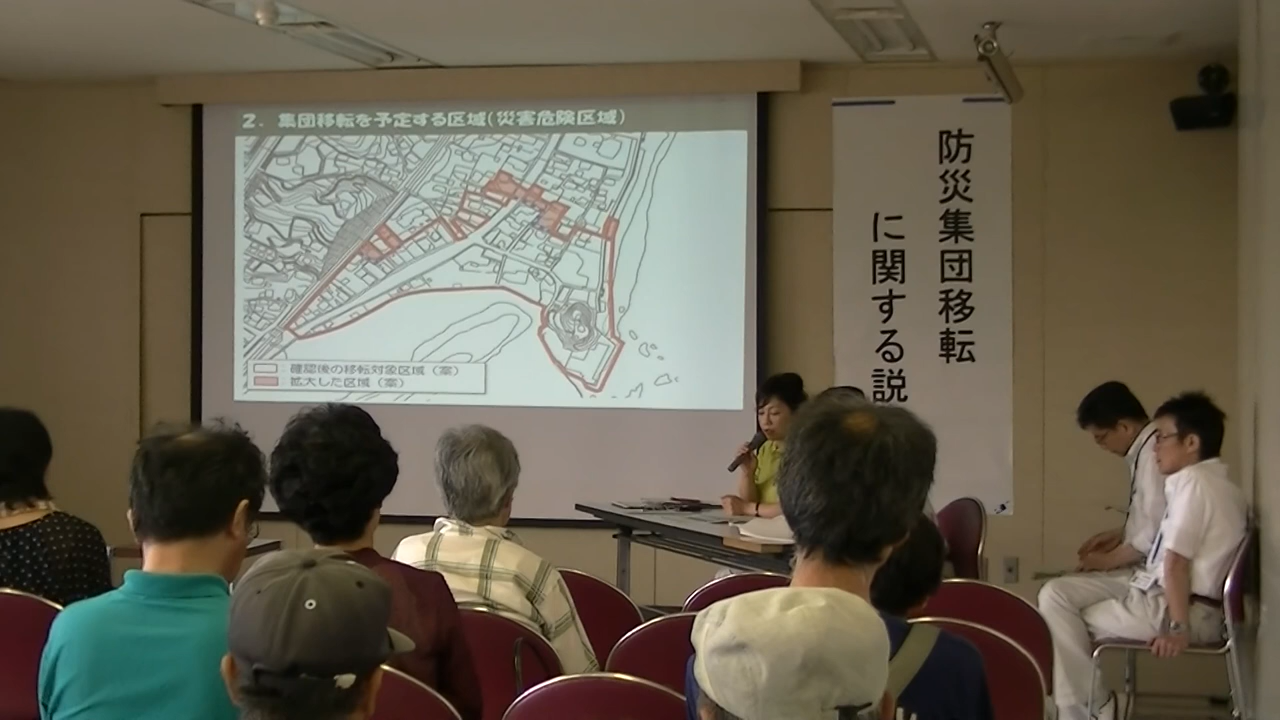 2. 集団移転を予定する区域(災害危険区域)
確認後の移転対象区域（案）
拡大した区域（案）
防災集団移転
に関する説